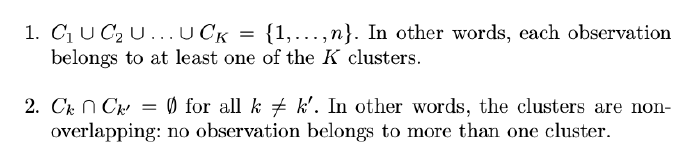 1. C₁ ∪ C₂ ∪ ... ∪ C_K = {1, ..., n}. In other words, each observation
belongs to at least one of the K clusters.
2. C_k ∩ C_k′ = ∅ for all k ≠ k′. In other words, the clusters are non-
overlapping: no observation belongs to more than one cluster.